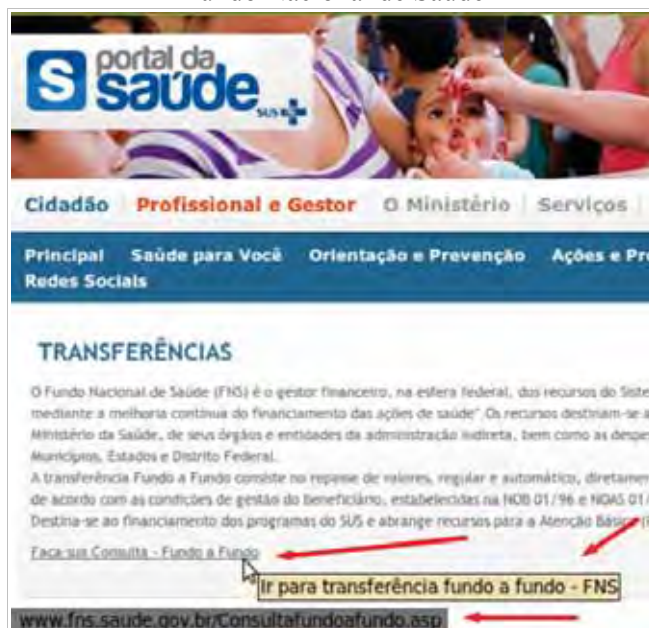 portal da
saúde
SUS
Cidadão Profissional e Gestor O Ministério Serviços
Principal Saúde para Você Orientação e Prevenção Ações e Pr
Redes Sociais
TRANSFERÊNCIAS
O Fundo Nacional de Saúde (FNS) é o gestor financeiro, na esfera federal, dos recursos do Siste
mediante a melhoria contínua do financiamento das ações de saúde" Os recursos destinam-se a
Ministério da Saúde, de seus órgãos e entidades da administração indireta, bem como as despe
Municípios, Estados e Distrito Federal.
A transferência Fundo a Fundo consiste no repasse de valores, regular e automático, diretamen
de acordo com as condições de gestão do beneficiário, estabelecidas na NOB 01/96 e NOAS 01/
Destina-se ao financiamento dos programas do SUS e abrange recursos para a Atenção Básica
Faca sua Consulta - Fundo a Fundo
Ir para transferência fundo a fundo - FNS
www.fns.saude.gov.br/Consultafundoafundo.asp